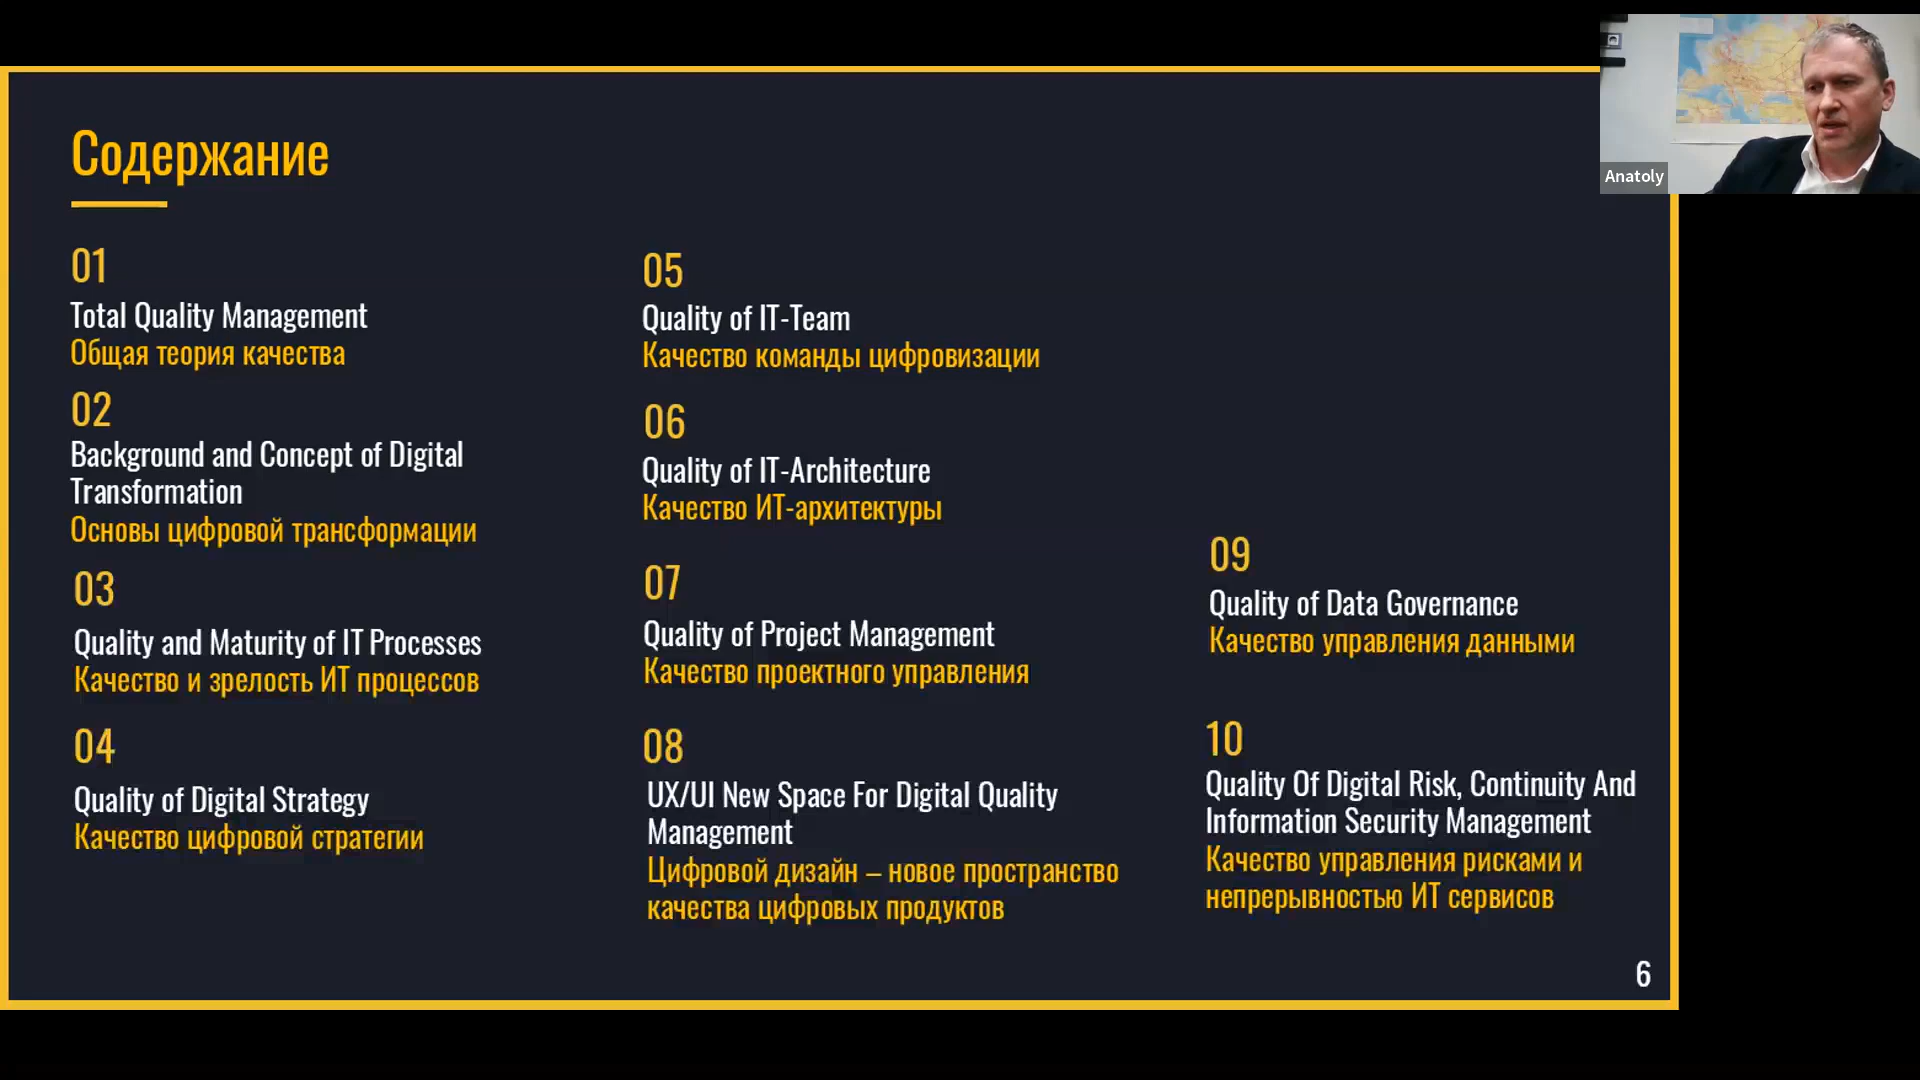 Содержание
01
Total Quality Management
Общая теория качества
02
Background and Concept of Digital
Transformation
Основы цифровой трансформации
03
Quality and Maturity of IT Processes
Качество и зрелость ИТ процессов
04
Quality of Digital Strategy
Качество цифровой стратегии
05
Quality of IT-Team
Качество команды цифровизации
06
Quality of IT-Architecture
Качество ИТ-архитектуры
07
Quality of Project Management
Качество проектного управления
08
UX/UI New Space For Digital Quality
Management
Цифровой дизайн – новое пространство
качества цифровых продуктов
09
Quality of Data Governance
Качество управления данными
10
Quality Of Digital Risk, Continuity And
Information Security Management
Качество управления рисками и
непрерывностью ИТ сервисов
6
Anatoly